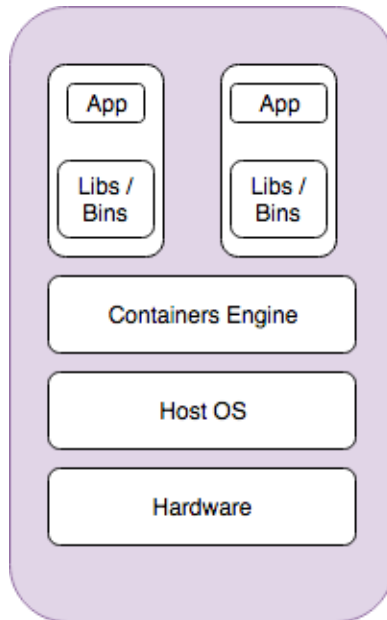 App
App
Libs /
Bins
Libs /
Bins
Containers Engine
Host OS
Hardware